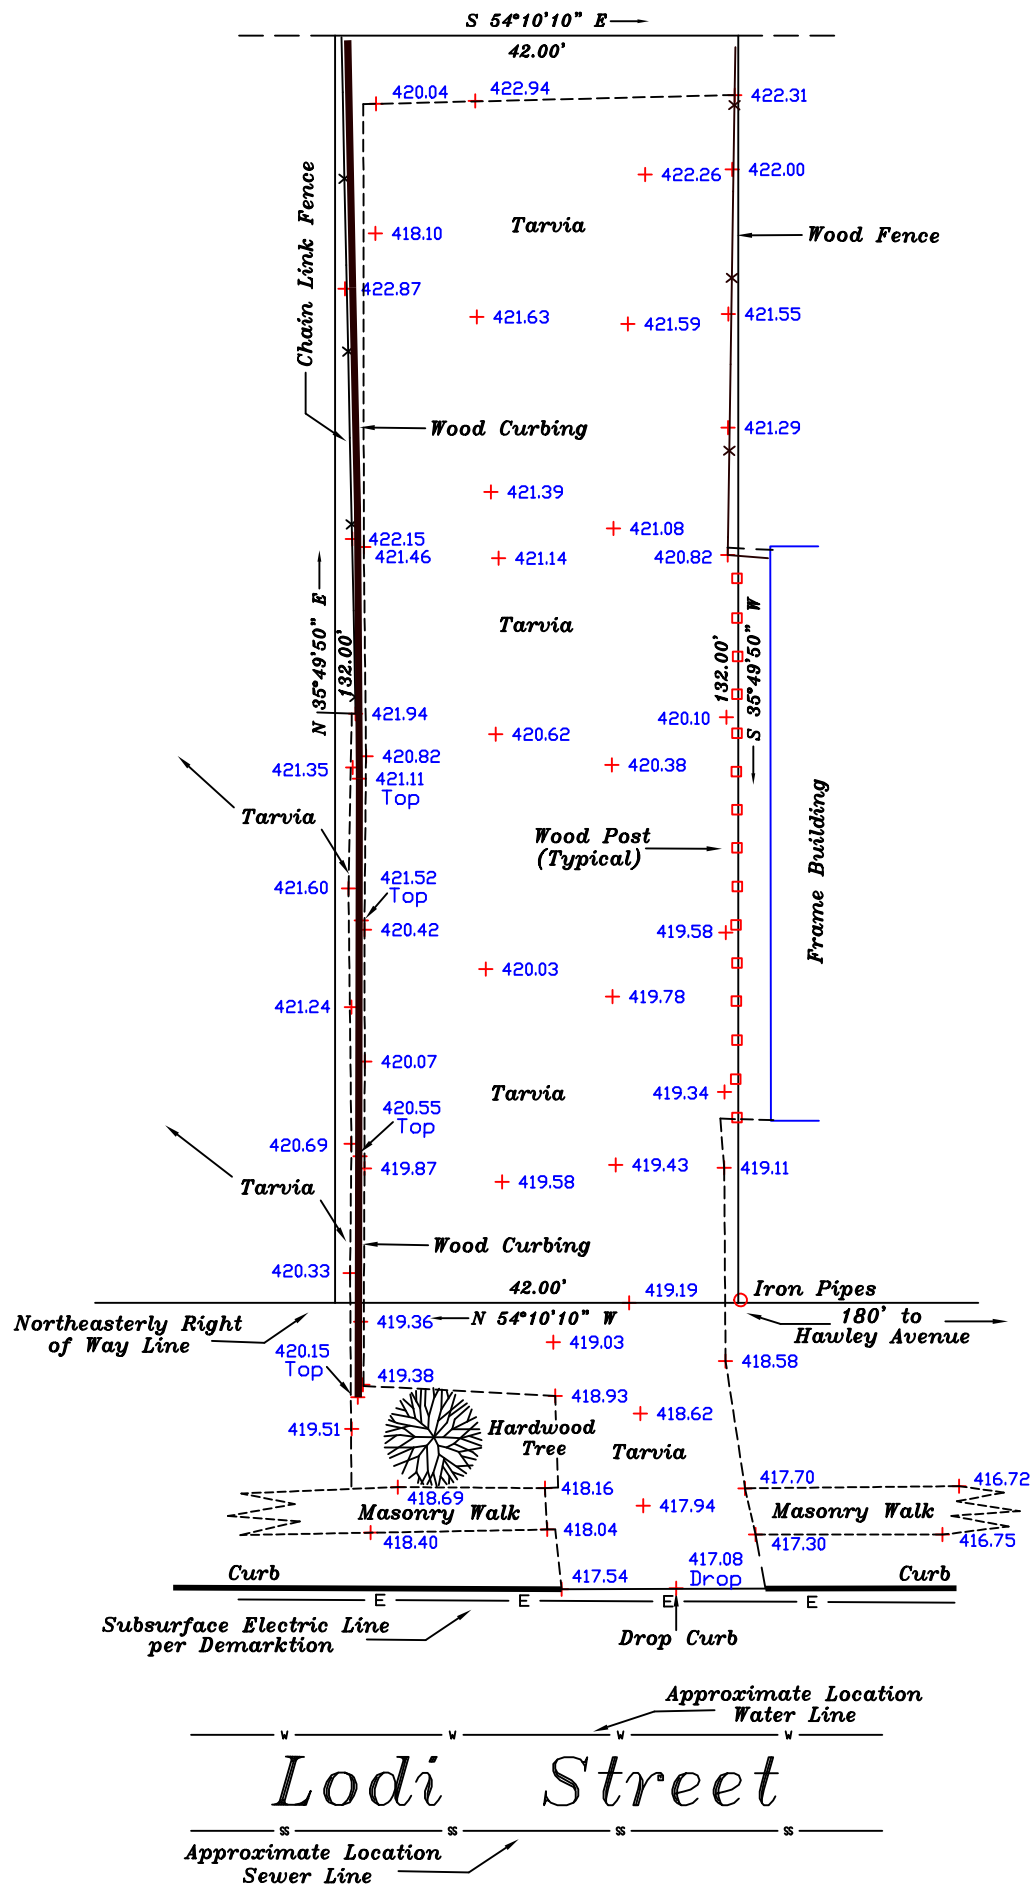 S 54°10'10" E
42.00'
420.04
422.94
422.31
422.26
422.00
Chain Link Fence
418.10
Tarvia
Wood Fence
422.87
421.63
421.59
421.55
Wood Curbing
421.29
421.39
421.08
422.15
421.46
421.14
420.82
N 35°49'50" E
132.00'
Tarvia
132.00'
S 35°49'50" W
421.94
420.10
420.62
420.82
421.35
420.38
421.11
Top
Tarvia
Wood Post
(Typical)
Frame Building
421.52
Top
421.60
420.42
419.58
420.03
419.78
421.24
420.07
Tarvia
419.34
420.55
Top
420.69
419.87
419.43
419.11
419.58
Tarvia
Wood Curbing
420.33
42.00'
419.19
Iron Pipes
Northeasterly Right
of Way Line
419.36
N 54°10'10" W
180' to
Hawley Avenue
419.03
420.15
Top
418.58
419.38
418.93
418.62
419.51
Hardwood
Tree
Tarvia
418.69
418.16
417.70
416.72
Masonry Walk
417.94
Masonry Walk
418.40
418.04
417.30
416.75
Curb
417.54
417.08
Drop
Curb
E E E E
Subsurface Electric Line
per Demarktion
Drop Curb
Approximate Location
Water Line
W W W W
Lodi Street
SS SS SS SS
Approximate Location
Sewer Line